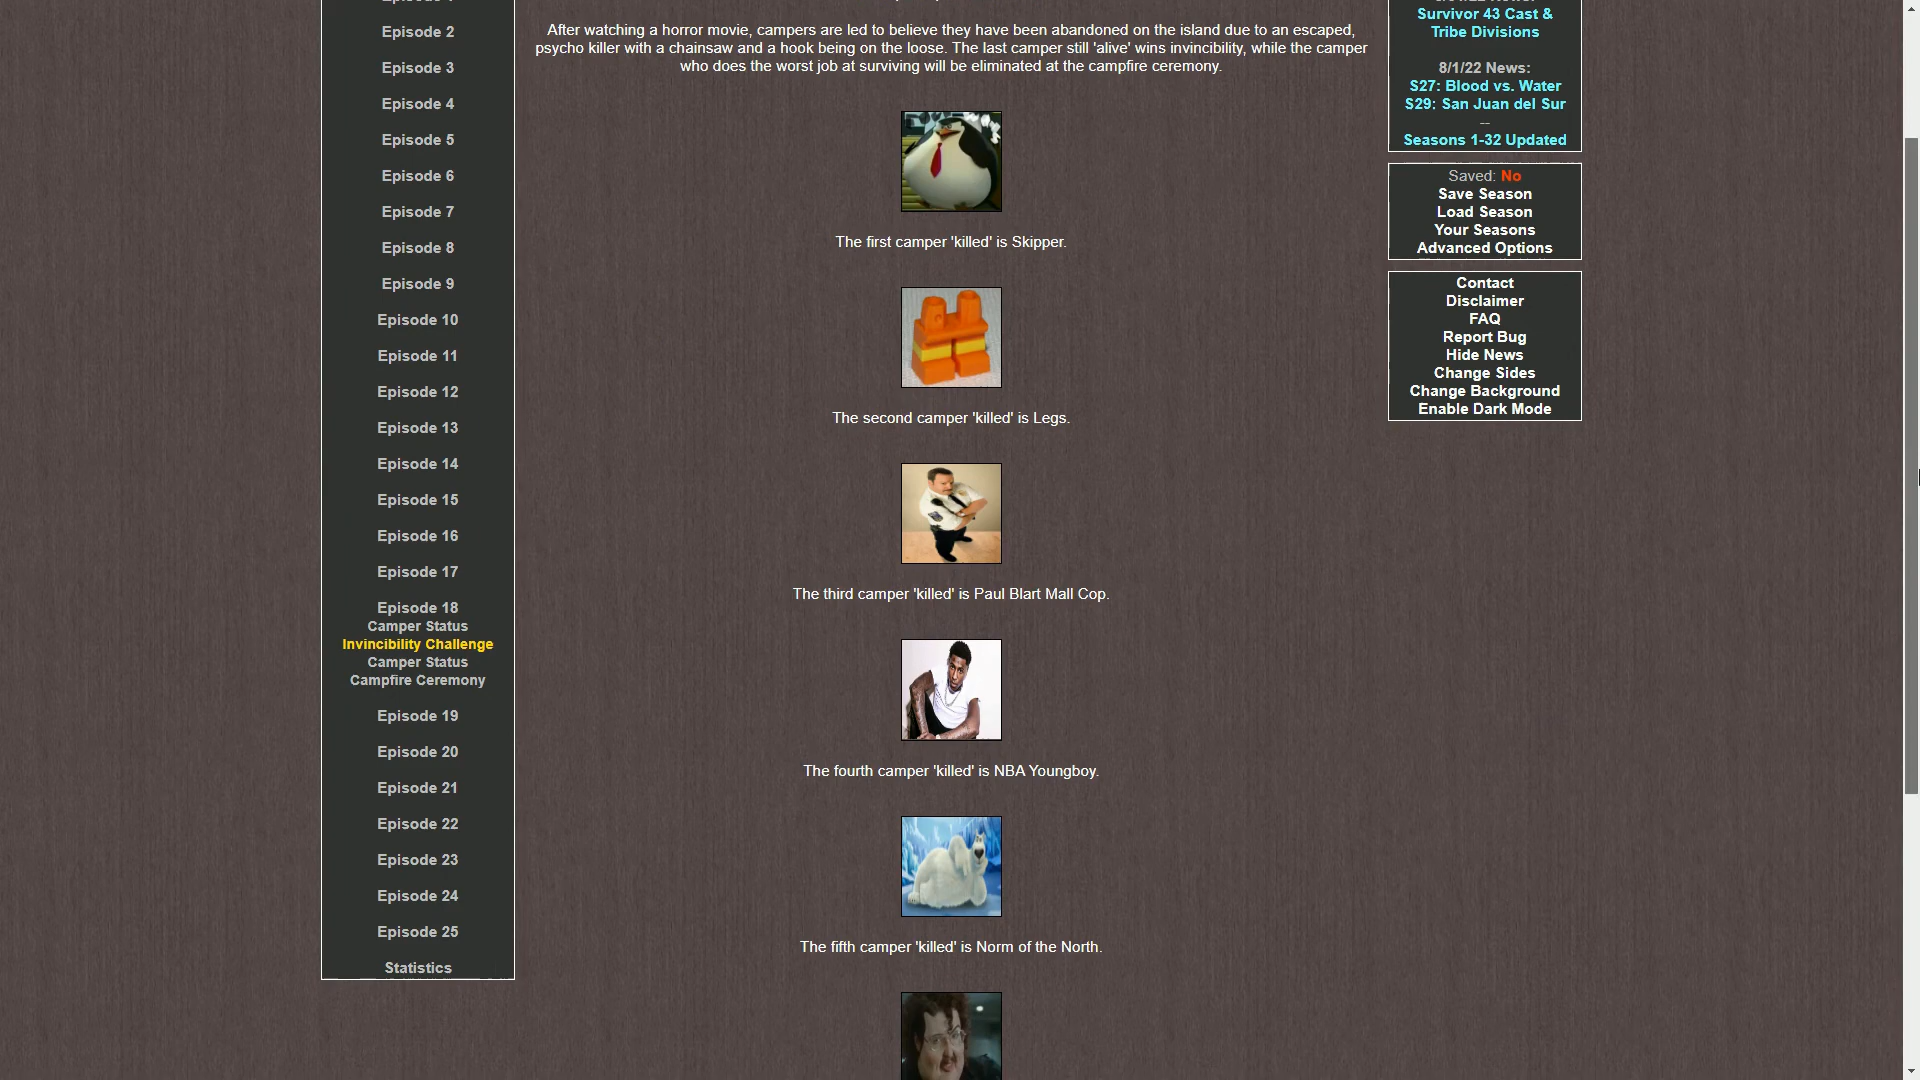 Episode 2
Episode 3
Episode 4
Episode 5
Episode 6
Episode 7
Episode 8
Episode 9
Episode 10
Episode 11
Episode 12
Episode 13
Episode 14
Episode 15
Episode 16
Episode 17
Episode 18
Camper Status
Invincibility Challenge
Camper Status
Campfire Ceremony
Episode 19
Episode 20
Episode 21
Episode 22
Episode 23
Episode 24
Episode 25
Statistics
After watching a horror movie, campers are led to believe they have been abandoned on the island due to an escaped,
psycho killer with a chainsaw and a hook being on the loose. The last camper still 'alive' wins invincibility, while the camper
who does the worst job at surviving will be eliminated at the campfire ceremony.
The first camper 'killed' is Skipper.
The second camper 'killed' is Legs.
The third camper 'killed' is Paul Blart Mall Cop.
The fourth camper 'killed' is NBA Youngboy.
The fifth camper 'killed' is Norm of the North.
Survivor 43 Cast &
Tribe Divisions
8/1/22 News:
S27: Blood vs. Water
S29: San Juan del Sur
--
Seasons 1-32 Updated
Saved: No
Save Season
Load Season
Your Seasons
Advanced Options
Contact
Disclaimer
FAQ
Report Bug
Hide News
Change Sides
Change Background
Enable Dark Mode